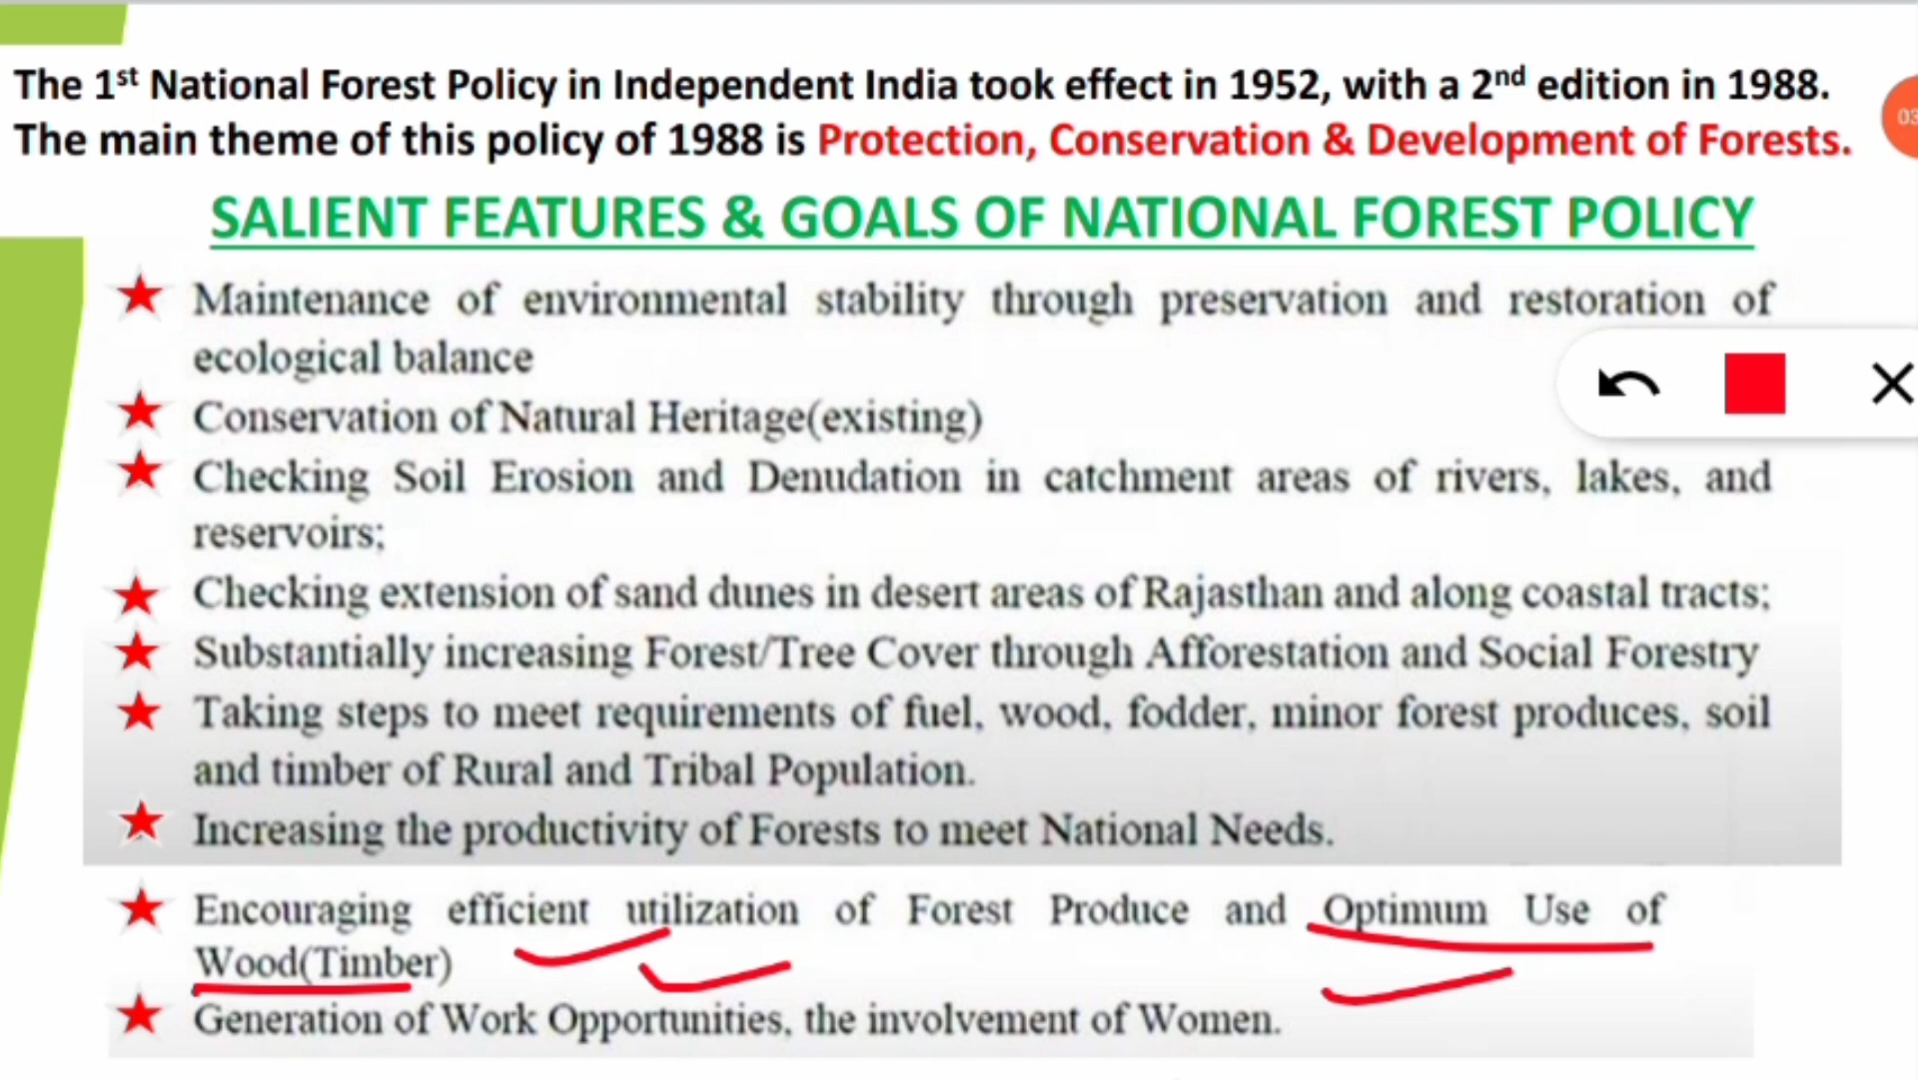 The 1st National Forest Policy in Independent India took effect in 1952, with a 2nd edition in 1988.
The main theme of this policy of 1988 is Protection, Conservation & Development of Forests.
03
SALIENT FEATURES & GOALS OF NATIONAL FOREST POLICY
Maintenance of environmental stability through preservation and restoration of
ecological balance
Conservation of Natural Heritage(existing)
Checking Soil Erosion and Denudation in catchment areas of rivers, lakes, and
reservoirs;
Checking extension of sand dunes in desert areas of Rajasthan and along coastal tracts;
Substantially increasing Forest/Tree Cover through Afforestation and Social Forestry
Taking steps to meet requirements of fuel, wood, fodder, minor forest produces, soil
and timber of Rural and Tribal Population.
Increasing the productivity of Forests to meet National Needs.
Encouraging efficient utilization of Forest Produce and Optimum Use of
Wood(Timber)
Generation of Work Opportunities, the involvement of Women.